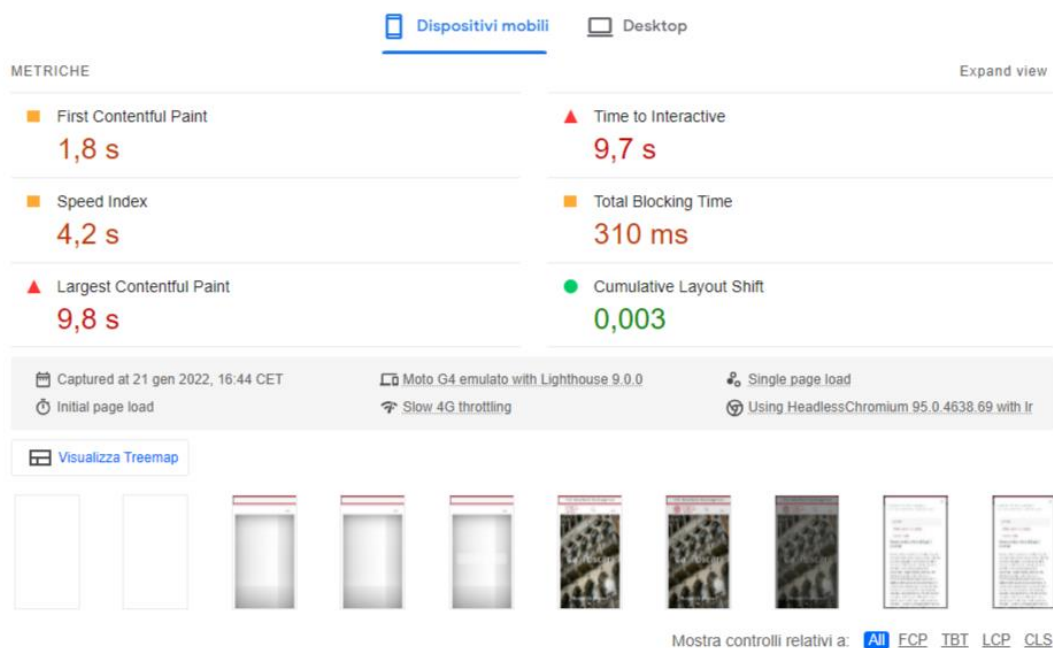 Dispositivi mobili Desktop
METRICHE Expand view
First Contentful Paint Time to Interactive
1,8 s 9,7 s
Speed Index Total Blocking Time
4,2 s 310 ms
Largest Contentful Paint Cumulative Layout Shift
9,8 s 0,003
Captured at 21 gen 2022, 16:44 CET Moto G4 emulato with Lighthouse 9.0.0 Single page load
Initial page load Slow 4G throttling Using HeadlessChromium 95.0.4638.69 with lr
Visualizza Treemap
Mostra controlli relativi a: All FCP TBT LCP CLS